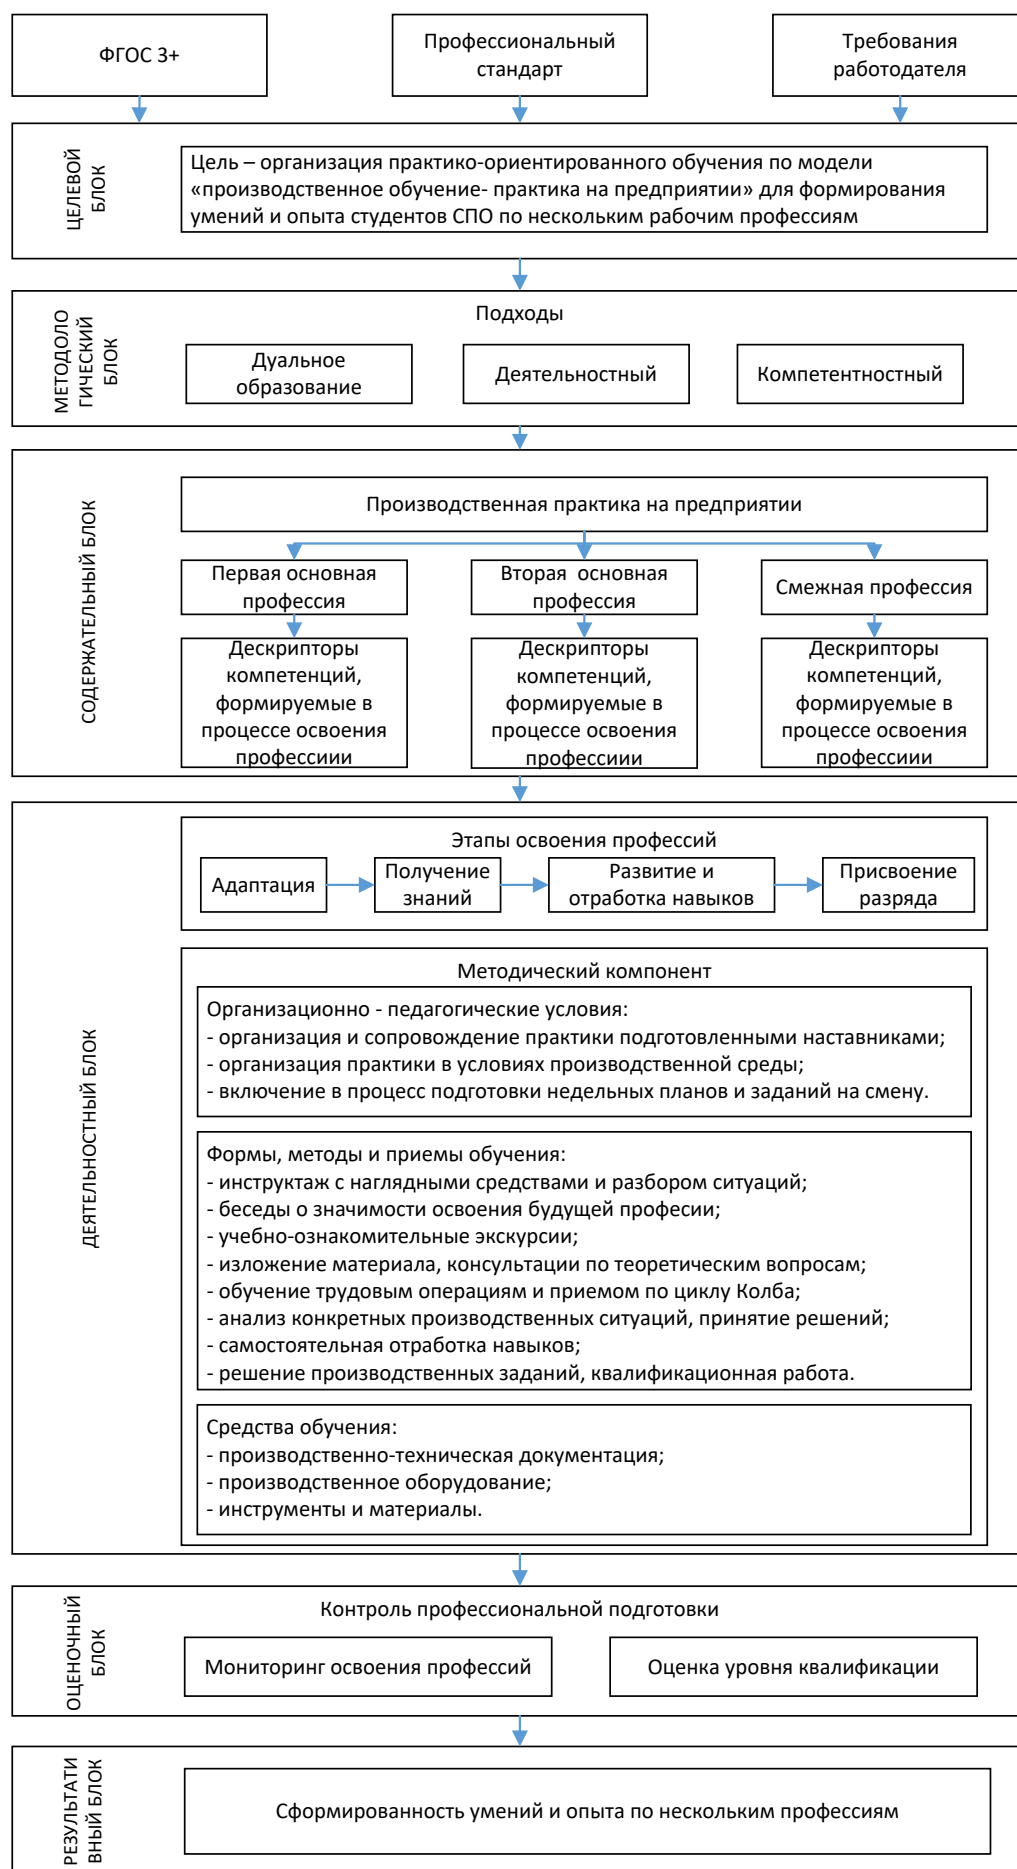 ФГОС 3+
Профессиональный
стандарт
Требования
работодателя
ЦЕЛЕВОЙ
БЛОК
Цель – организация практико-ориентированного обучения по модели
«производственное обучение- практика на предприятии» для формирования
умений и опыта студентов СПО по нескольким рабочим профессиям
МЕТОДОЛО
ГИЧЕСКИЙ
БЛОК
Подходы
Дуальное
образование
Деятельностный
Компетентностный
СОДЕРЖАТЕЛЬНЫЙ БЛОК
Производственная практика на предприятии
Первая основная
профессия
Вторая  основная
профессия
Смежная профессия
Дескрипторы
компетенций,
формируемые в
процессе освоения
профессиии
Дескрипторы
компетенций,
формируемые в
процессе освоения
профессиии
Дескрипторы
компетенций,
формируемые в
процессе освоения
профессиии
ДЕЯТЕЛЬНОСТНЫЙ БЛОК
Этапы освоения профессий
Адаптация
Получение
знаний
Развитие и
отработка навыков
Присвоение
разряда
Методический компонент
Организационно - педагогические условия:
- организация и сопровождение практики подготовленными наставниками;
- организация практики в условиях производственной среды;
- включение в процесс подготовки недельных планов и заданий на смену.
Формы, методы и приемы обучения:
- инструктаж с наглядными средствами и разбором ситуаций;
- беседы о значимости освоения будущей професии;
- учебно-ознакомительные экскурсии;
- изложение материала, консультации по теоретическим вопросам;
- обучение трудовым операциям и приемом по циклу Колба;
- анализ конкретных производственных ситуаций, принятие решений;
- самостоятельная отработка навыков;
- решение производственных заданий, квалификационная работа.
Средства обучения:
- производственно-техническая документация;
- производственное оборудование;
- инструменты и материалы.
ОЦЕНОЧНЫЙ
БЛОК
Контроль профессиональной подготовки
Мониторинг освоения профессий
Оценка уровня квалификации
РЕЗУЛЬТАТИ
ВНЫЙ БЛОК
Сформированность умений и опыта по нескольким профессиям